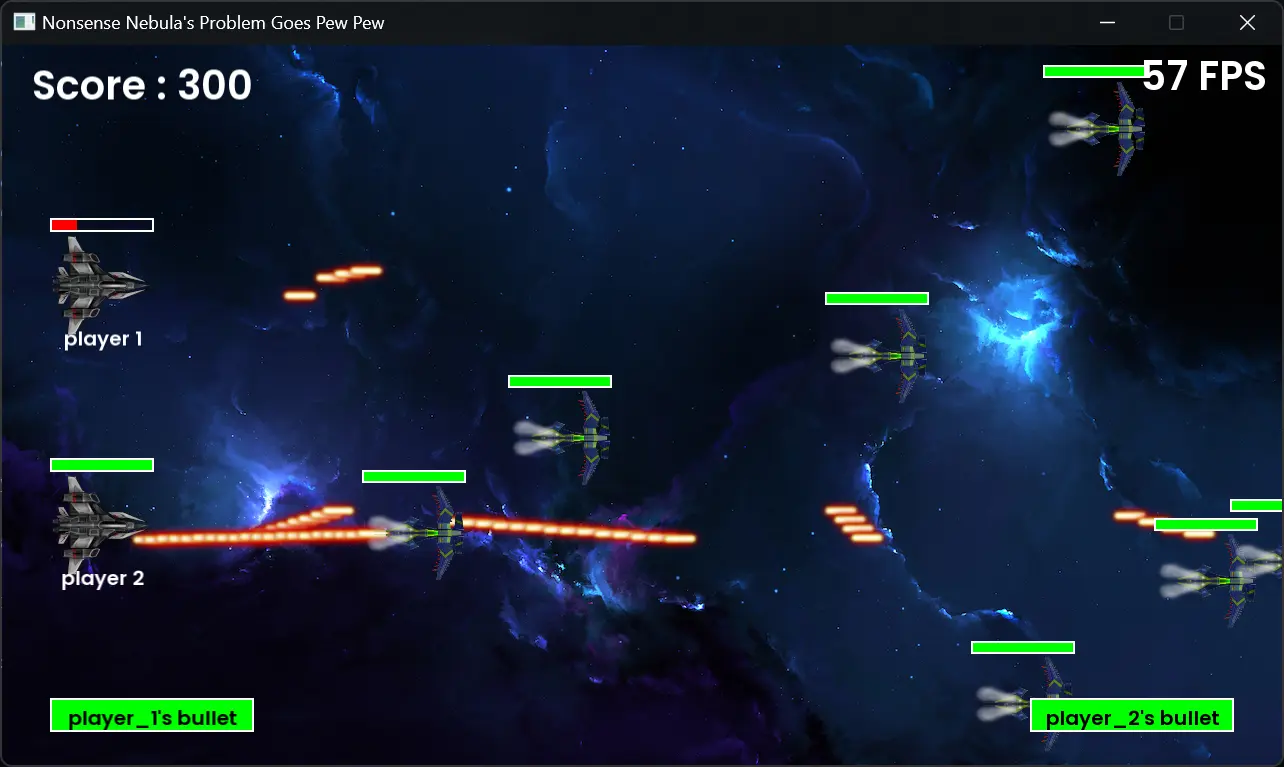 Nonsense Nebula's Problem Goes Pew Pew
Score : 300
57 FPS
player 1
player 2
player_1's bullet
player_2's bullet